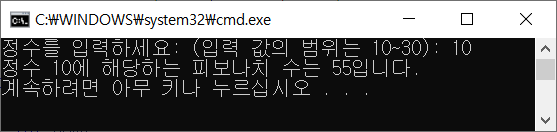 C:₩WINDOWS₩system32₩cmd.exe
정수를 입력하세요: (입력 값의 범위는 10~30): 10
정수 10에 해당하는 피보나치 수는 55입니다.
계속하려면 아무 키나 누르십시오 . . .